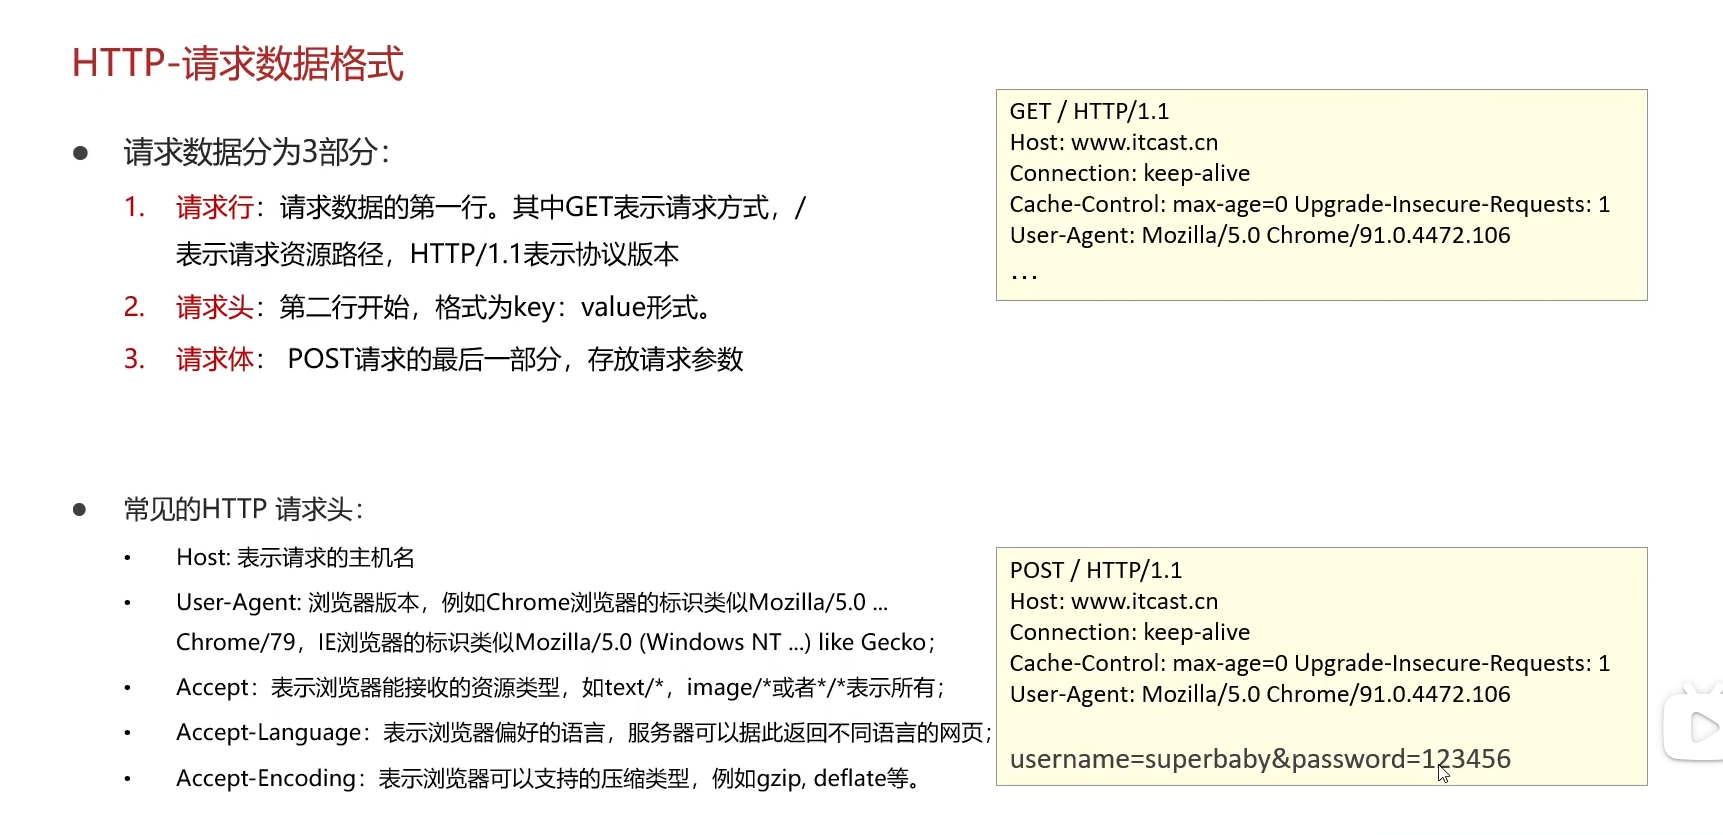 HTTP-请求数据格式
请求数据分为3部分：
1. 请求行：请求数据的第一行。其中GET表示请求方式，/
表示请求资源路径，HTTP/1.1表示协议版本
2. 请求头：第二行开始，格式为key：value形式。
3. 请求体： POST请求的最后一部分，存放请求参数
GET / HTTP/1.1
Host: www.itcast.cn
Connection: keep-alive
Cache-Control: max-age=0 Upgrade-Insecure-Requests: 1
User-Agent: Mozilla/5.0 Chrome/91.0.4472.106
...
常见的HTTP 请求头：
Host: 表示请求的主机名
User-Agent: 浏览器版本，例如Chrome浏览器的标识类似Mozilla/5.0 ...
Chrome/79，IE浏览器的标识类似Mozilla/5.0 (Windows NT ...) like Gecko；
Accept：表示浏览器能接收的资源类型，如text/*，image/*或者*/*表示所有；
Accept-Language：表示浏览器偏好的语言，服务器可以据此返回不同语言的网页；
Accept-Encoding：表示浏览器可以支持的压缩类型，例如gzip, deflate等。
POST / HTTP/1.1
Host: www.itcast.cn
Connection: keep-alive
Cache-Control: max-age=0 Upgrade-Insecure-Requests: 1
User-Agent: Mozilla/5.0 Chrome/91.0.4472.106
username=superbaby&password=123456